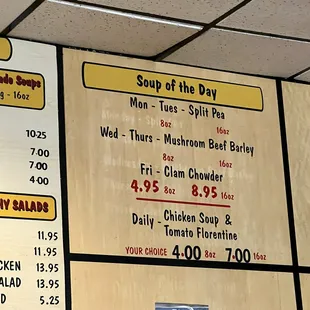 de Soups
g - 16oz
10.25
7.00
7.00
4.00
NY SALADS
11.95
11.95
CKEN 13.95
ALAD 13.95
D 5.25
Soup of the Day
Mon - Tues - Split Pea
8oz 16oz
Wed - Thurs - Mushroom Beef Barley
8oz 16oz
Fri - Clam Chowder
4.95 8oz 8.95 16oz
Daily - Chicken Soup &
Tomato Florentine
YOUR CHOICE 4.00 8oz 7.00 16oz